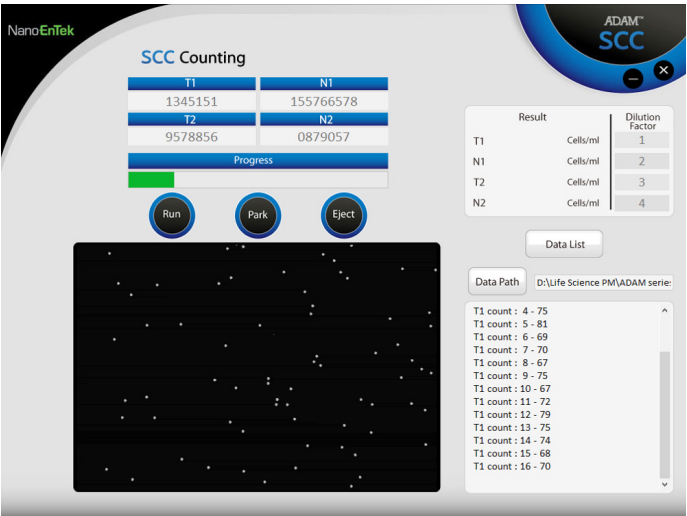 NanoEnTek
ADAM™
SCC
SCC Counting
T1 N1
1345151 155766578
T2 N2
9578856 0879057
Progress
Run Park Eject
Result Dilution
Factor
T1 Cells/ml 1
N1 Cells/ml 2
T2 Cells/ml 3
N2 Cells/ml 4
Data List
Data Path D:\Life Science PM\ADAM serie:
T1 count : 4 - 75
T1 count : 5 - 81
T1 count : 6 - 69
T1 count : 7 - 70
T1 count : 8 - 67
T1 count : 9 - 75
T1 count : 10 - 67
T1 count : 11 - 72
T1 count : 12 - 79
T1 count : 13 - 75
T1 count : 14 - 74
T1 count : 15 - 68
T1 count : 16 - 70